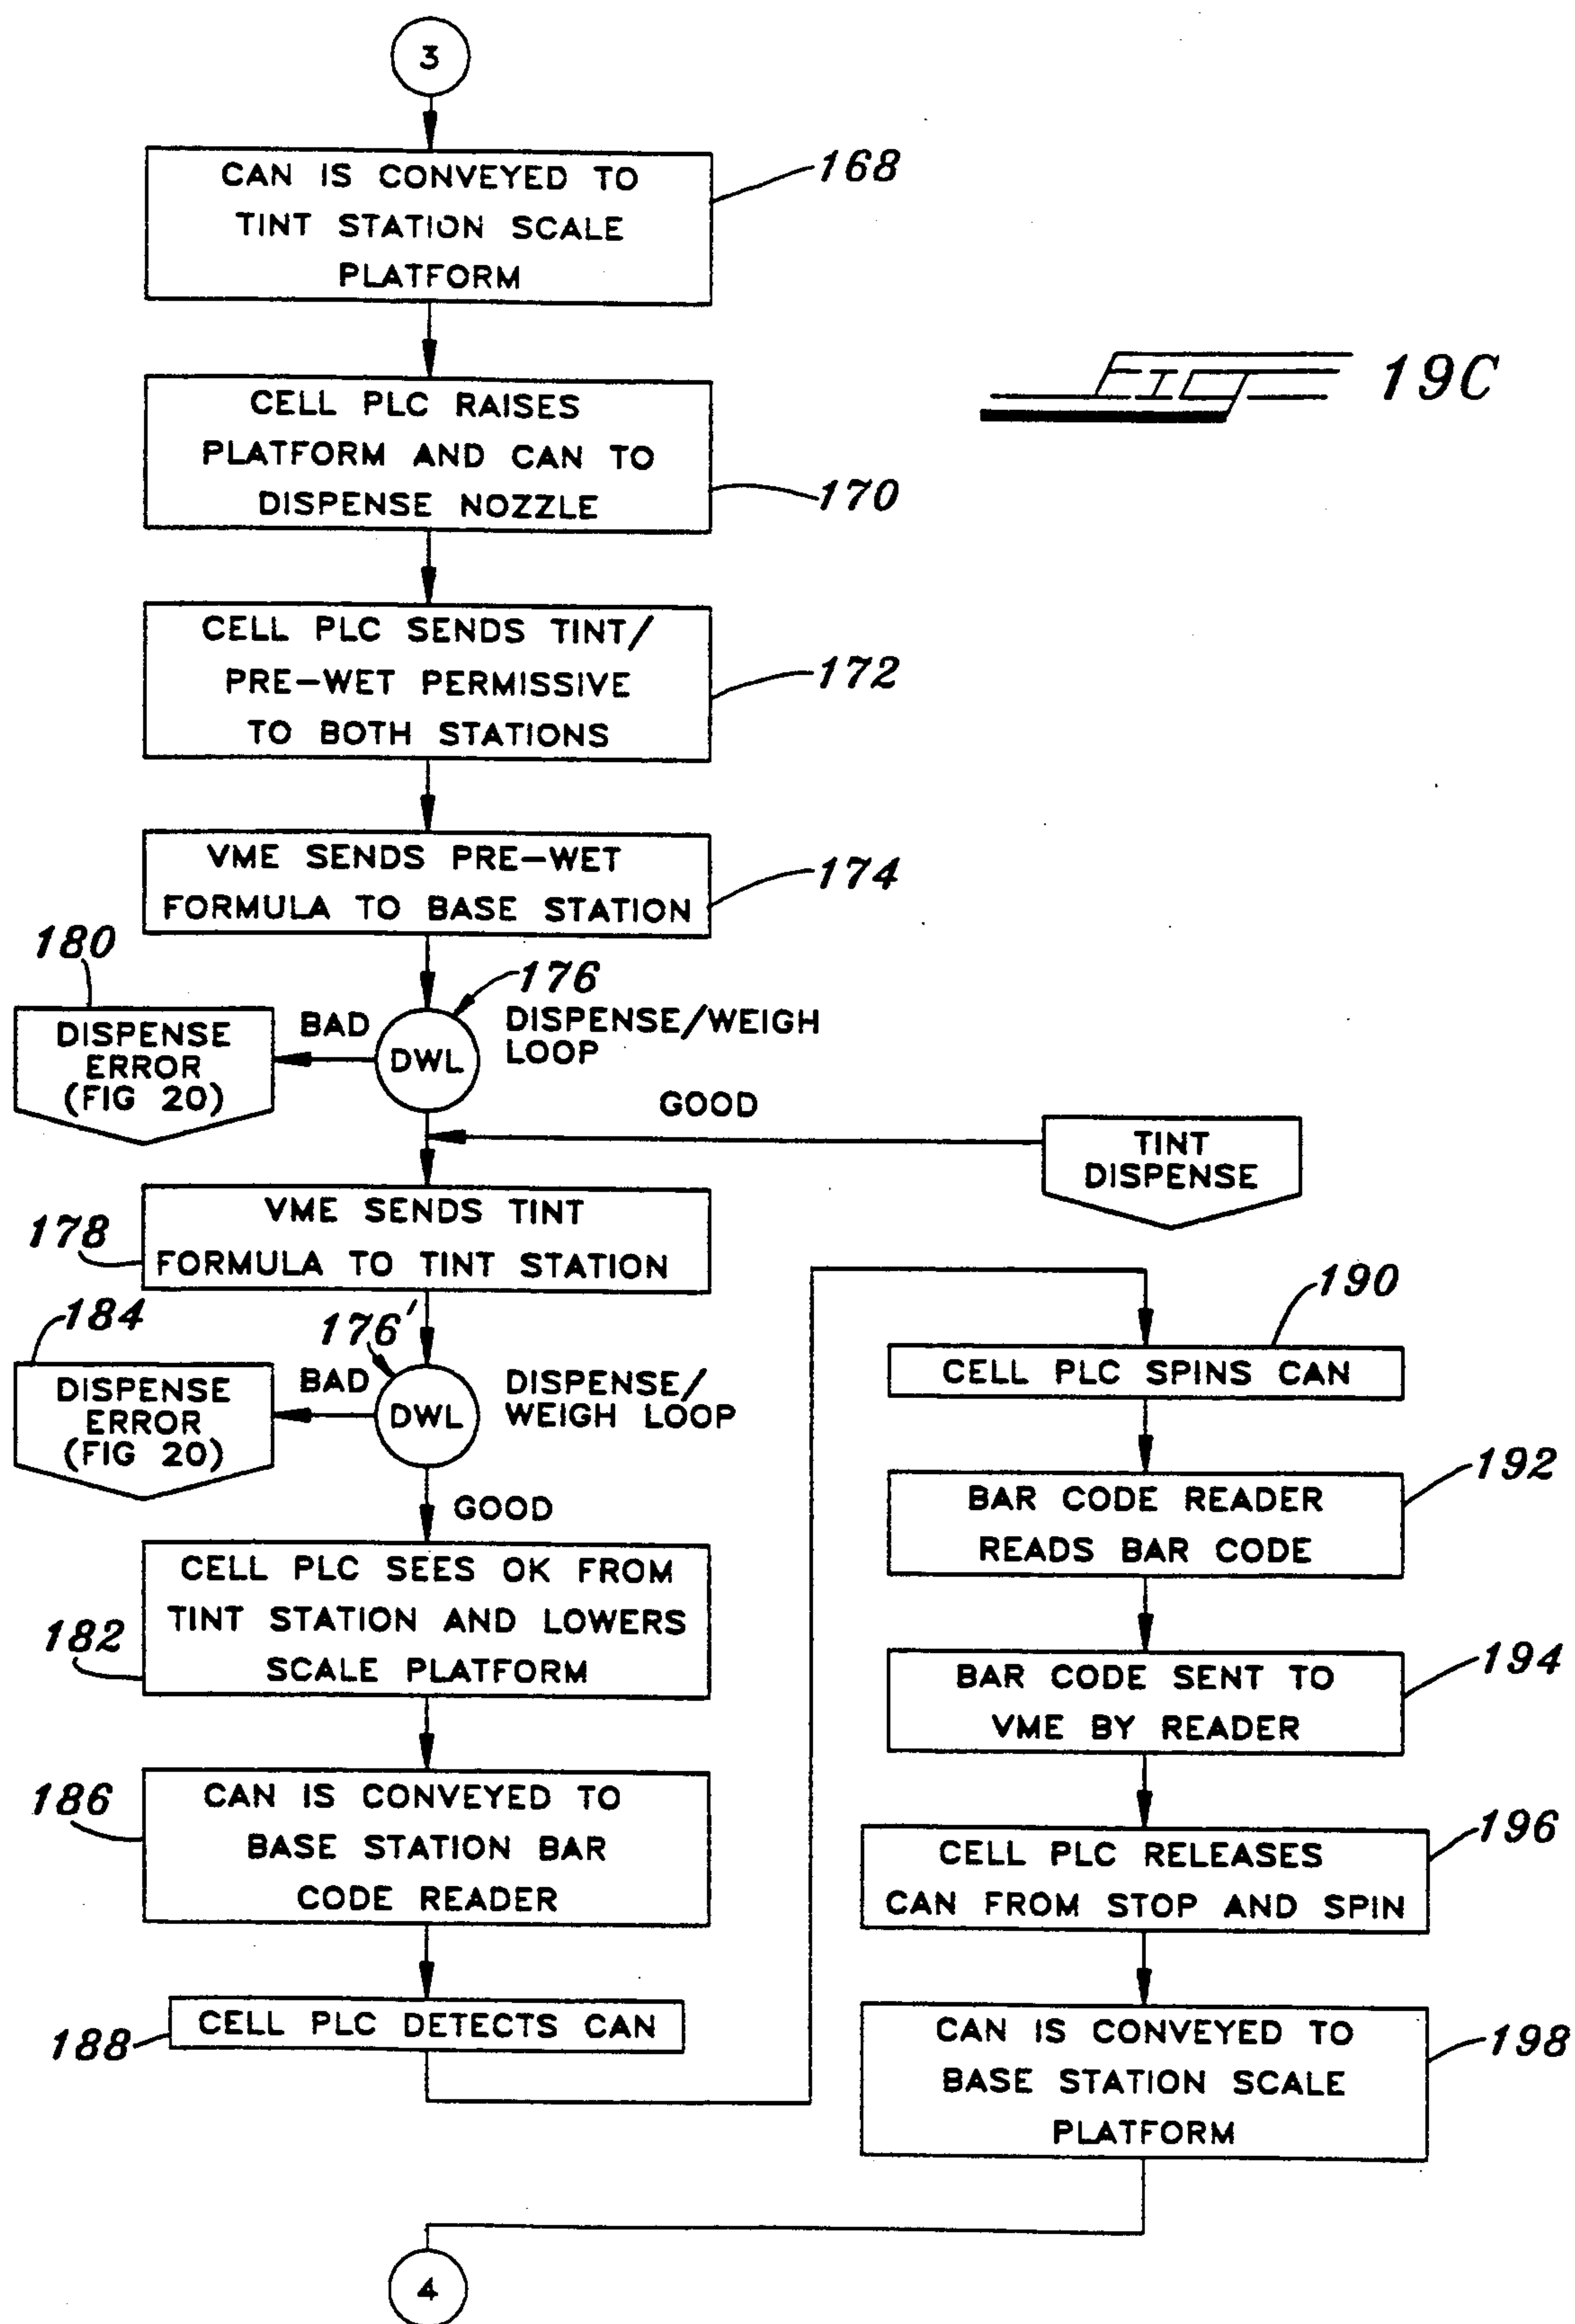 3
CAN IS CONVEYED TO
TINT STATION SCALE
PLATFORM
168
FIG 19C
CELL PLC RAISES
PLATFORM AND CAN TO
DISPENSE NOZZLE
170
CELL PLC SENDS TINT/
PRE-WET PERMISSIVE
TO BOTH STATIONS
172
VME SENDS PRE-WET
FORMULA TO BASE STATION
174
180
DISPENSE
ERROR
(FIG 20)
BAD
DWL
176
DISPENSE/WEIGH
LOOP
GOOD
TINT
DISPENSE
VME SENDS TINT
FORMULA TO TINT STATION
178
184
DISPENSE
ERROR
(FIG 20)
BAD
176'
DWL
DISPENSE/
WEIGH LOOP
GOOD
CELL PLC SEES OK FROM
TINT STATION AND LOWERS
SCALE PLATFORM
182
CAN IS CONVEYED TO
BASE STATION BAR
CODE READER
186
CELL PLC DETECTS CAN
188
190
CELL PLC SPINS CAN
192
BAR CODE READER
READS BAR CODE
194
BAR CODE SENT TO
VME BY READER
196
CELL PLC RELEASES
CAN FROM STOP AND SPIN
198
CAN IS CONVEYED TO
BASE STATION SCALE
PLATFORM
4